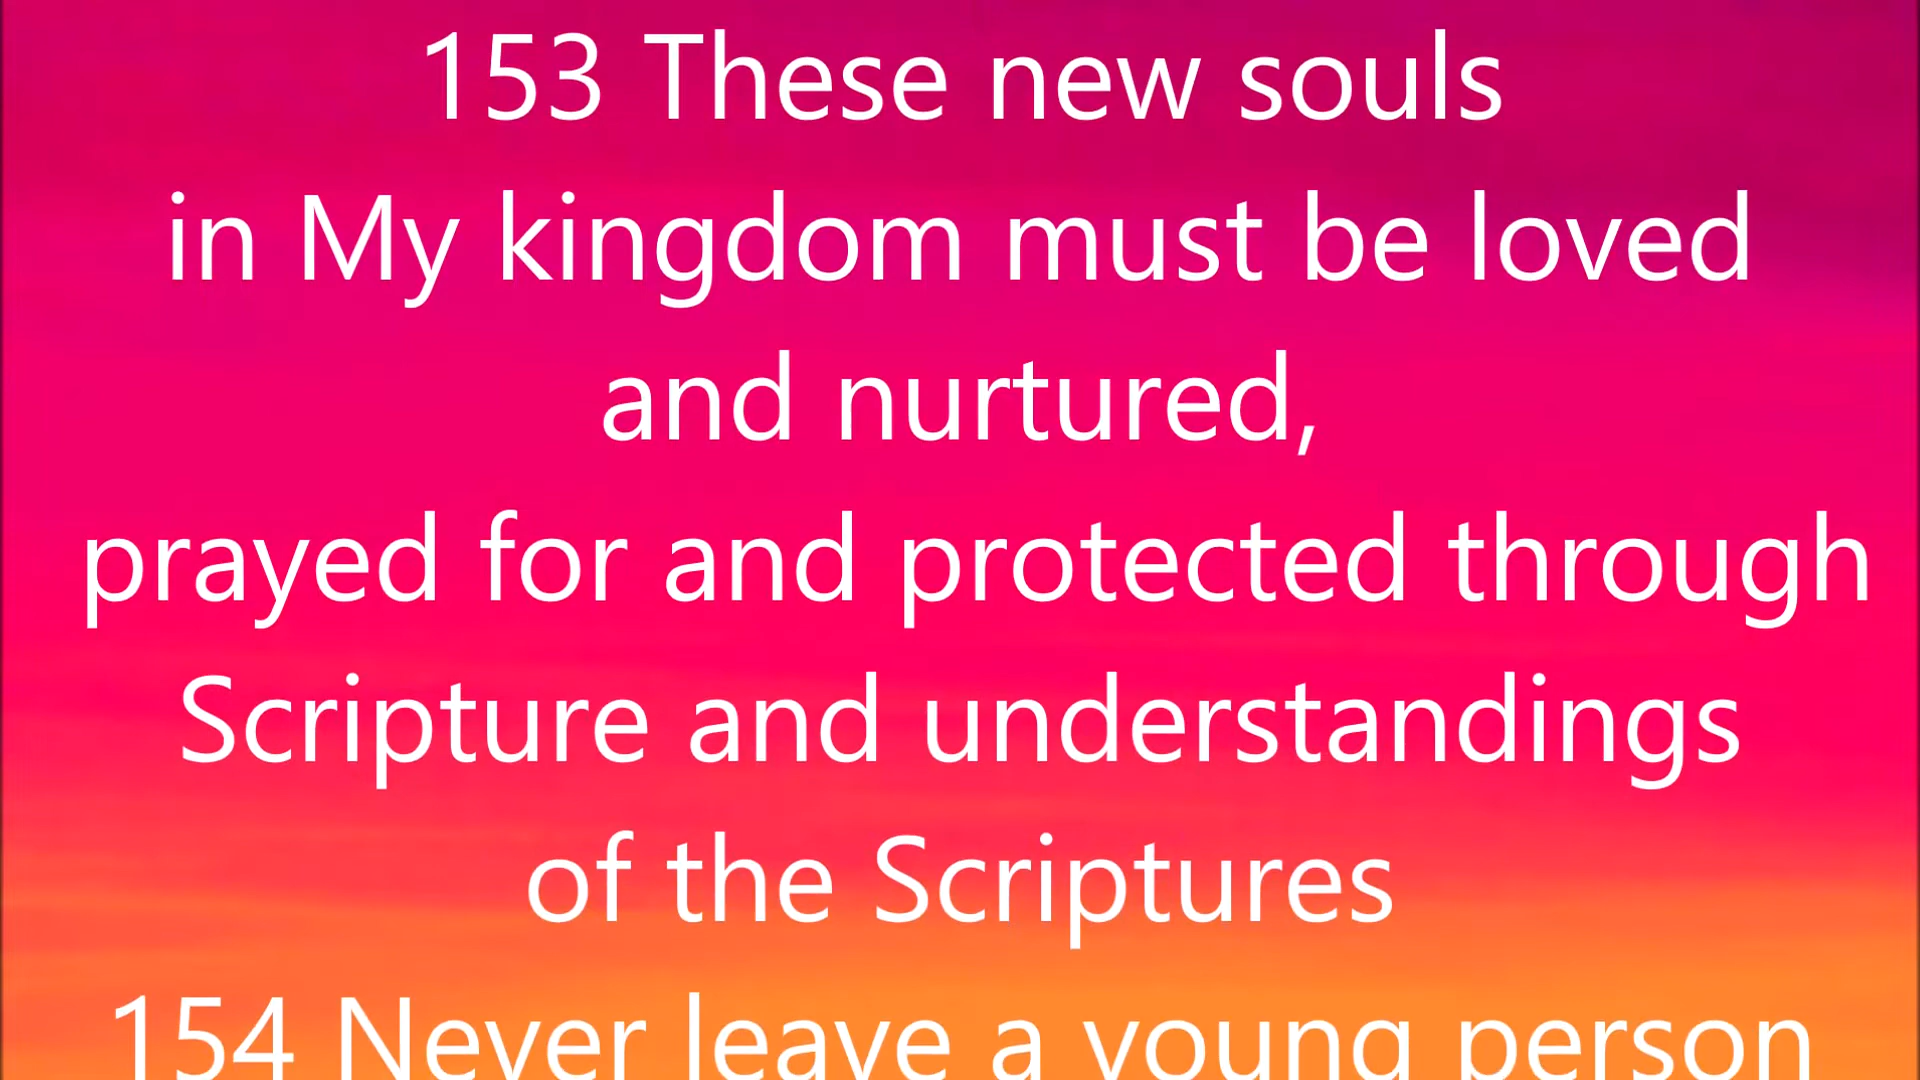 153 These new souls
in My kingdom must be loved
and nurtured,
prayed for and protected through
Scripture and understandings
of the Scriptures
154 Never leave a young person